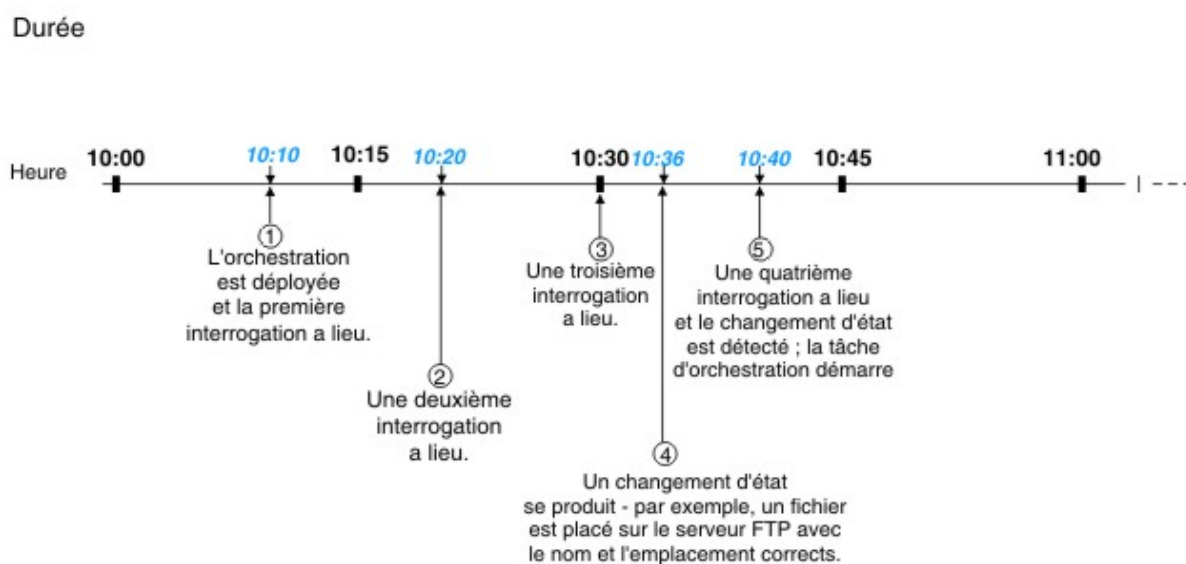 Durée
Heure
10:00
10:10
10:15
10:20
10:30
10:36
10:40
10:45
11:00
1
L'orchestration
est déployée
et la première
interrogation a lieu.
2
Une deuxième
interrogation
a lieu.
3
Une troisième
interrogation
a lieu.
4
Un changement d'état
se produit - par exemple, un fichier
est placé sur le serveur FTP avec
le nom et l'emplacement corrects.
5
Une quatrième
interrogation a lieu
et le changement d'état
est détecté ; la tâche
d'orchestration démarre